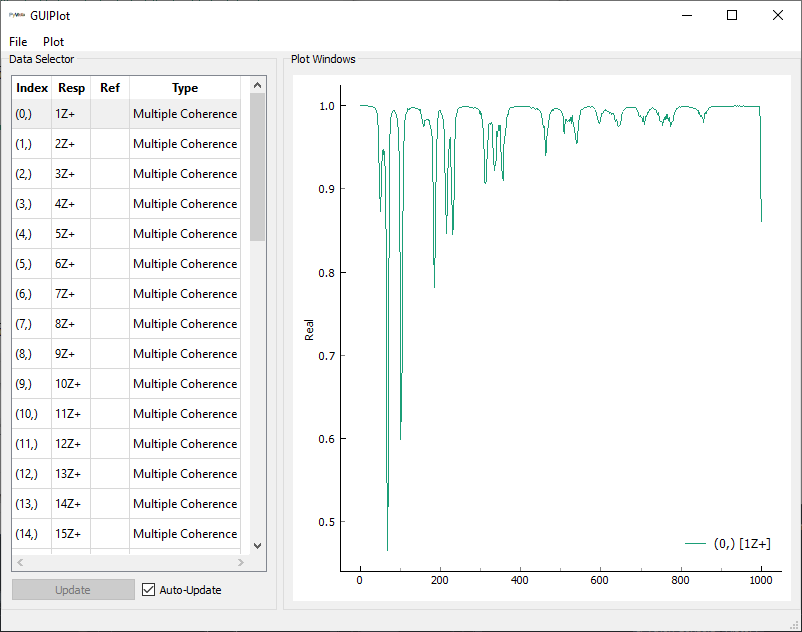 GUIPlot
File Plot
Data Selector
Index Resp Ref Type
(0,) 1Z+ Multiple Coherence
(1,) 2Z+ Multiple Coherence
(2,) 3Z+ Multiple Coherence
(3,) 4Z+ Multiple Coherence
(4,) 5Z+ Multiple Coherence
(5,) 6Z+ Multiple Coherence
(6,) 7Z+ Multiple Coherence
(7,) 8Z+ Multiple Coherence
(8,) 9Z+ Multiple Coherence
(9,) 10Z+ Multiple Coherence
(10,) 11Z+ Multiple Coherence
(11,) 12Z+ Multiple Coherence
(12,) 13Z+ Multiple Coherence
(13,) 14Z+ Multiple Coherence
(14,) 15Z+ Multiple Coherence
Update Auto-Update
Plot Windows
1.0
0.9
0.8
0.7
0.6
0.5
Real
(0,) [1Z+]
0 200 400 600 800 1000